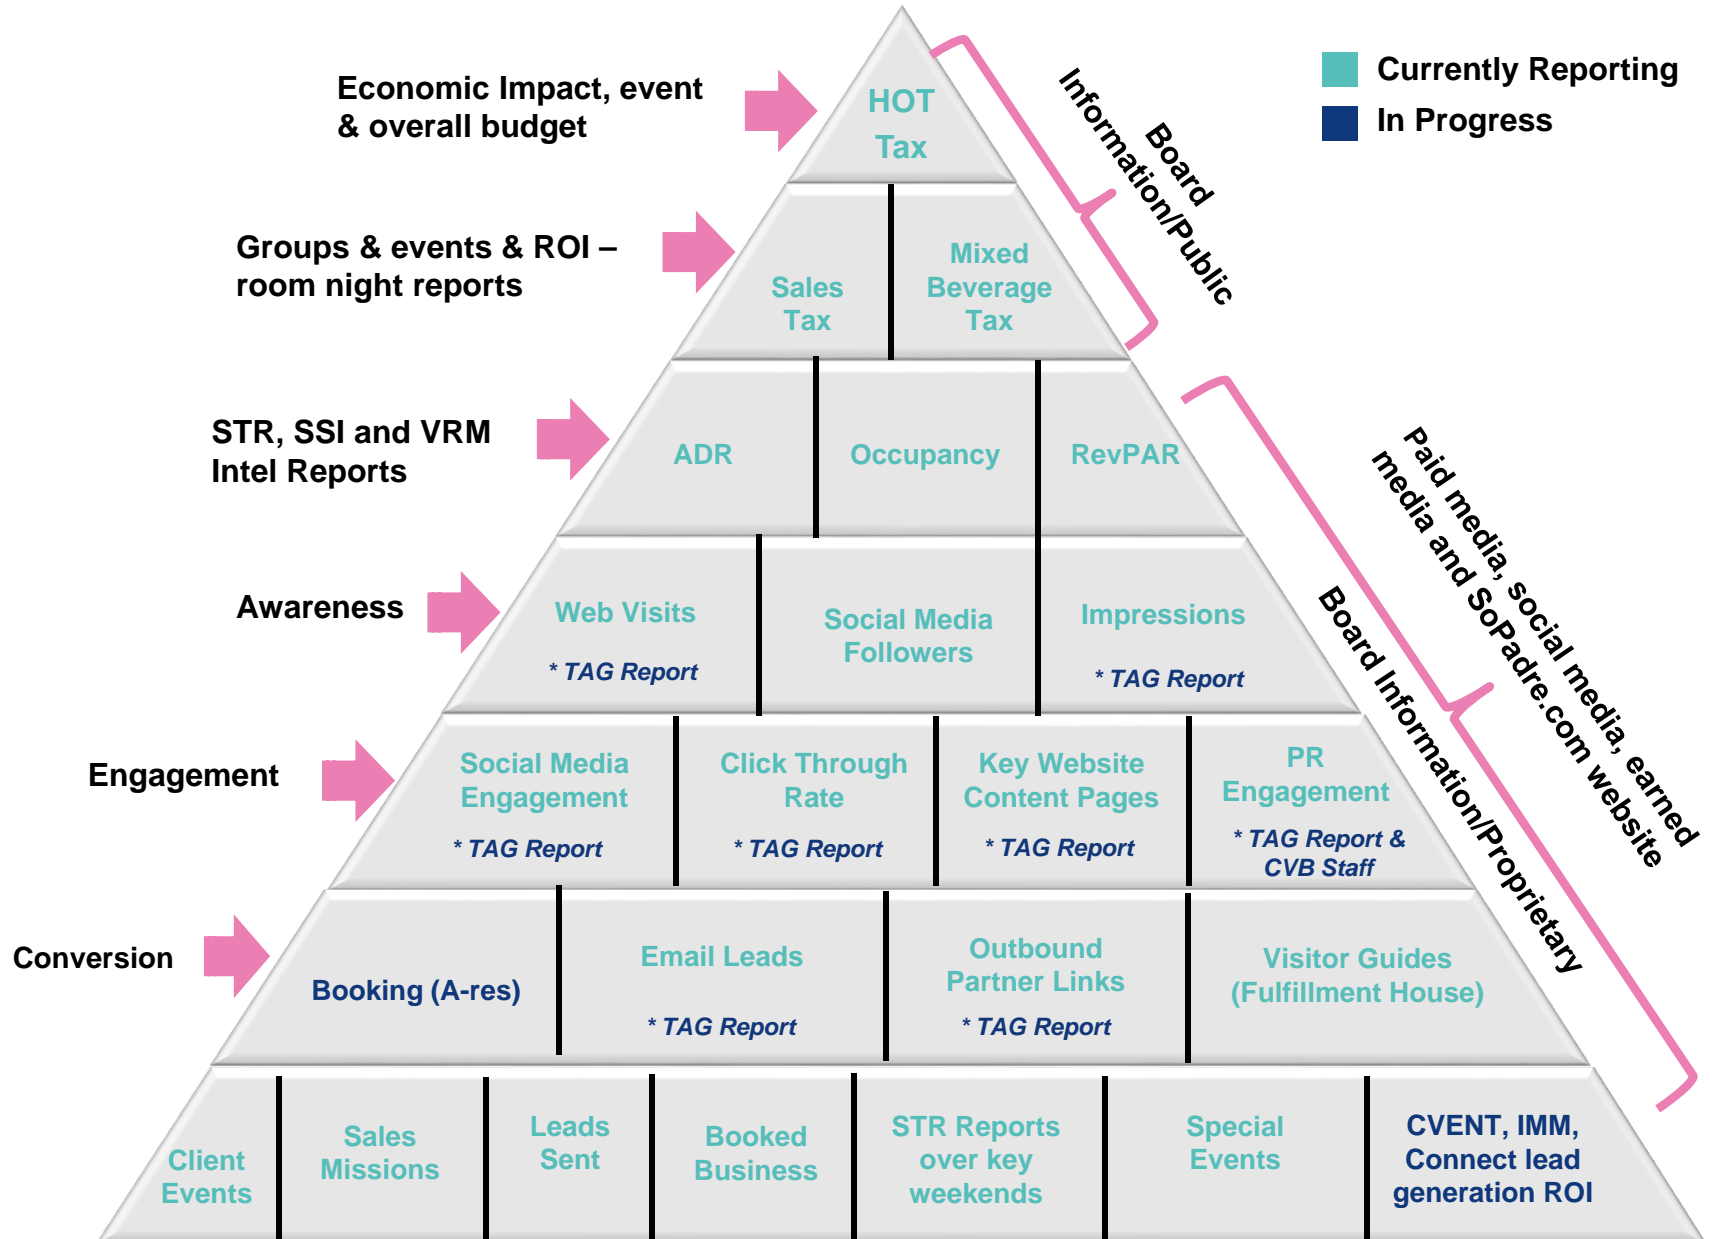 Economic Impact, event
& overall budget
HOT
Tax
Board
Information/Public
Currently Reporting
In Progress
Groups & events & ROI –
room night reports
Sales
Tax
Mixed
Beverage
Tax
STR, SSI and VRM
Intel Reports
ADR
Occupancy
RevPAR
Paid media, social media, earned
media and SoPadre.com website
Board Information/Proprietary
Awareness
Web Visits
* TAG Report
Social Media
Followers
Impressions
* TAG Report
Engagement
Social Media
Engagement
* TAG Report
Click Through
Rate
* TAG Report
Key Website
Content Pages
* TAG Report
PR
Engagement
* TAG Report &
CVB Staff
Conversion
Booking (A-res)
Email Leads
* TAG Report
Outbound
Partner Links
* TAG Report
Visitor Guides
(Fulfillment House)
Client
Events
Sales
Missions
Leads
Sent
Booked
Business
STR Reports
over key
weekends
Special
Events
CVENT, IMM,
Connect lead
generation ROI